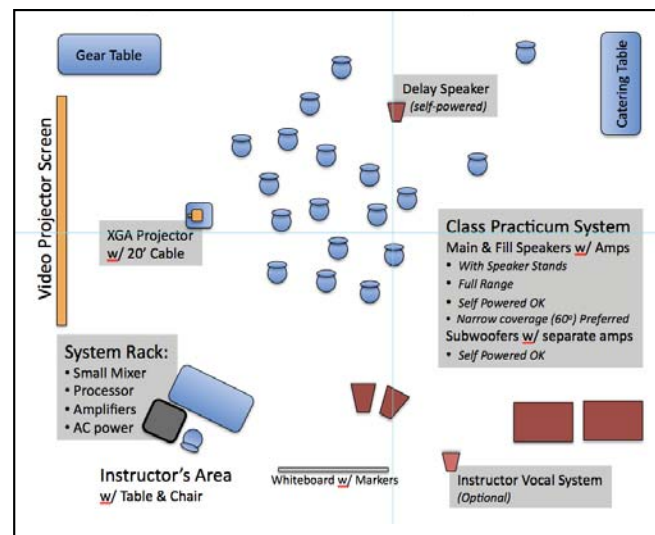 Gear Table
Delay Speaker
(self-powered)
Catering Table
Video Projector Screen
XGA Projector
w/ 20' Cable
Class Practicum System
Main & Fill Speakers w/ Amps
• With Speaker Stands
• Full Range
• Self Powered OK
• Narrow coverage (60°) Preferred
Subwoofers w/ separate amps
• Self Powered OK
System Rack:
• Small Mixer
• Processor
• Amplifiers
• AC power
Instructor's Area
w/ Table & Chair
Whiteboard w/ Markers
Instructor Vocal System
(Optional)